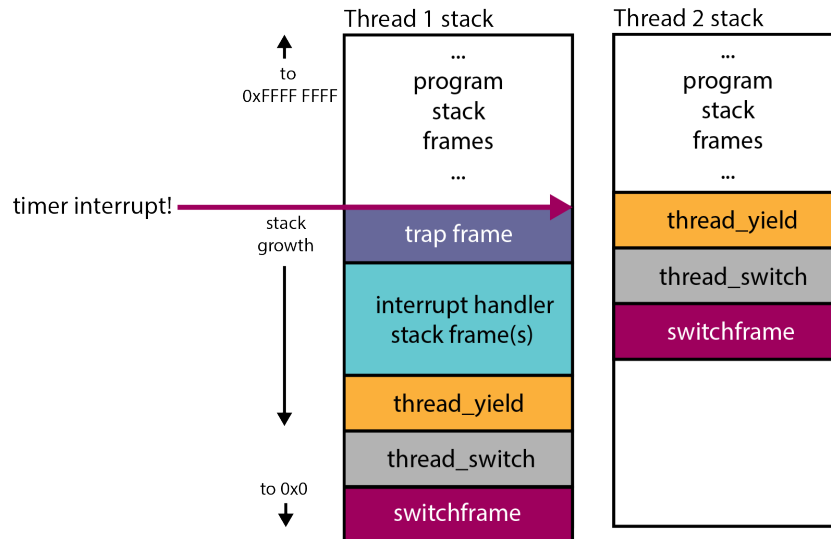 Thread 1 stack
Thread 2 stack
to
0xFFFF FFFF
...
program
stack
frames
...
...
program
stack
frames
...
timer interrupt!
stack
growth
trap frame
interrupt handler
stack frame(s)
thread_yield
thread_switch
switchframe
thread_yield
thread_switch
switchframe
to 0x0